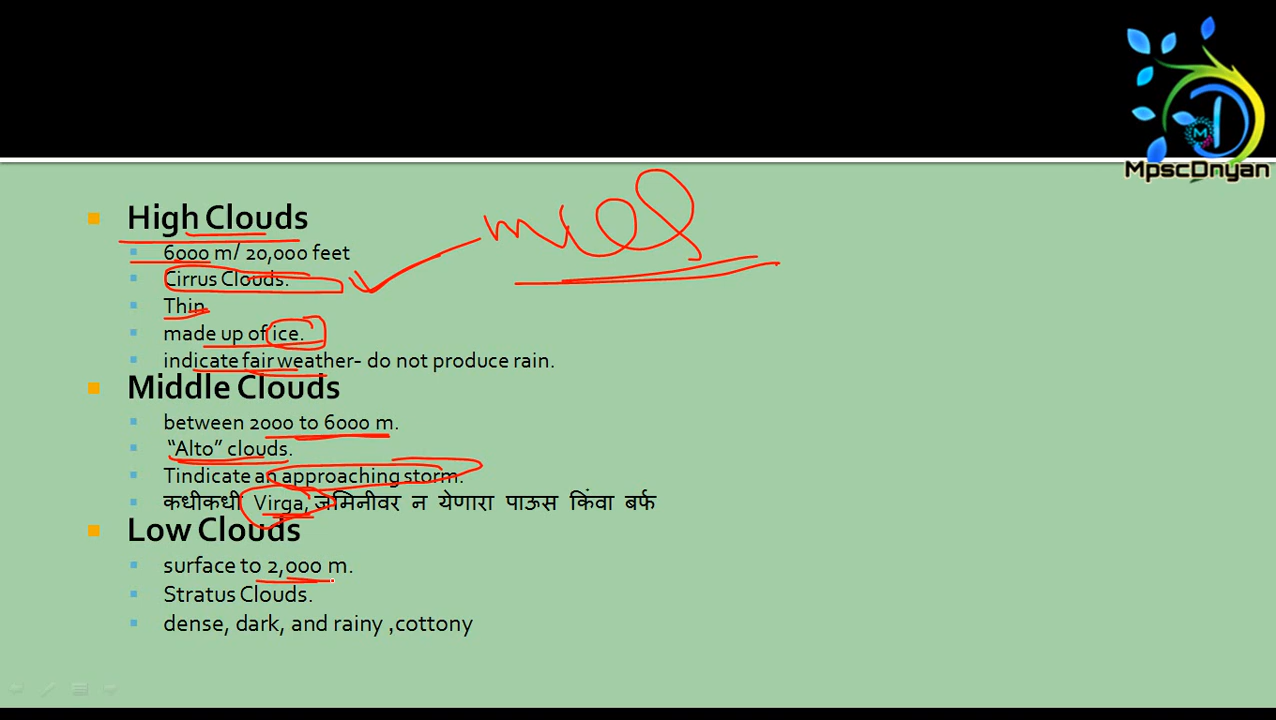 MpscDnyan
High Clouds
6000 m/ 20,000 feet
Cirrus Clouds.
Thin
made up of ice.
indicate fair weather- do not produce rain.
Middle Clouds
between 2000 to 6000 m.
“Alto” clouds.
Tindicate an approaching storm.
कधीकधी Virga, जमिनीवर न येणारा पाऊस किंवा बर्फ
Low Clouds
surface to 2,000 m.
Stratus Clouds.
dense, dark, and rainy ,cottony